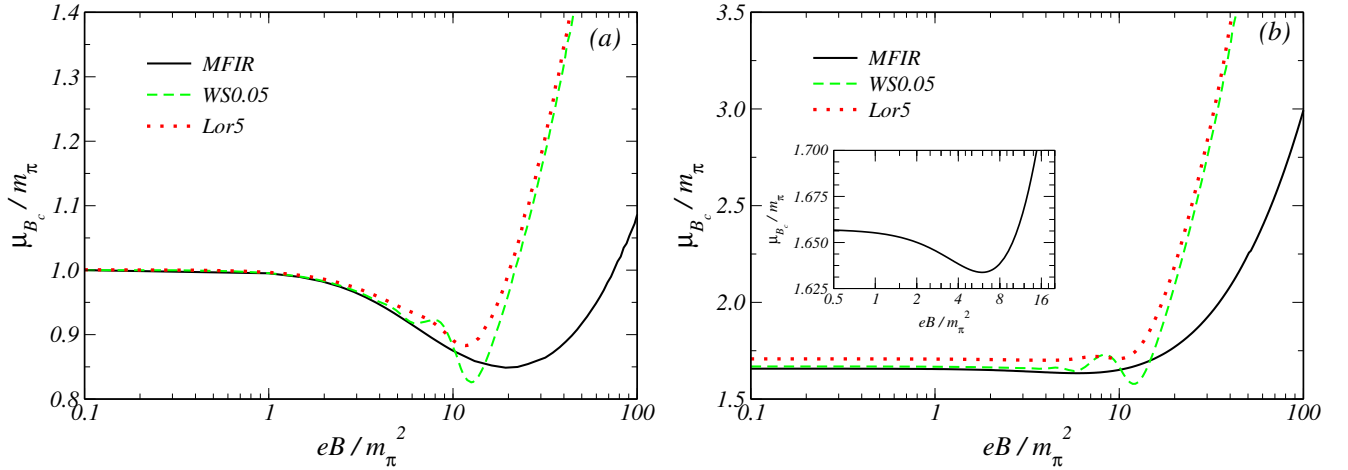 1.4
1.3
1.2
1.1
1.0
0.9
0.8
μ_{B_c} / m_π
(a)
MFIR
WS0.05
Lor5
0.1
1
10
100
eB / m_π^2
3.5
3.0
2.5
2.0
1.5
μ_{B_c} / m_π
(b)
MFIR
WS0.05
Lor5
1.700
1.675
1.650
1.625
μ_{B_c} / m_π
0.5 1 2 4 8 16
eB / m_π^2
0.1
1
10
100
eB / m_π^2